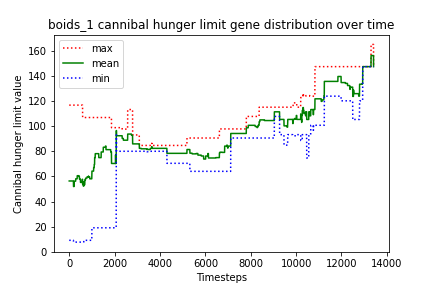 boids_1 cannibal hunger limit gene distribution over time
max
mean
min
Cannibal hunger limit value
160
140
120
100
80
60
40
20
0
0 2000 4000 6000 8000 10000 12000 14000
Timesteps